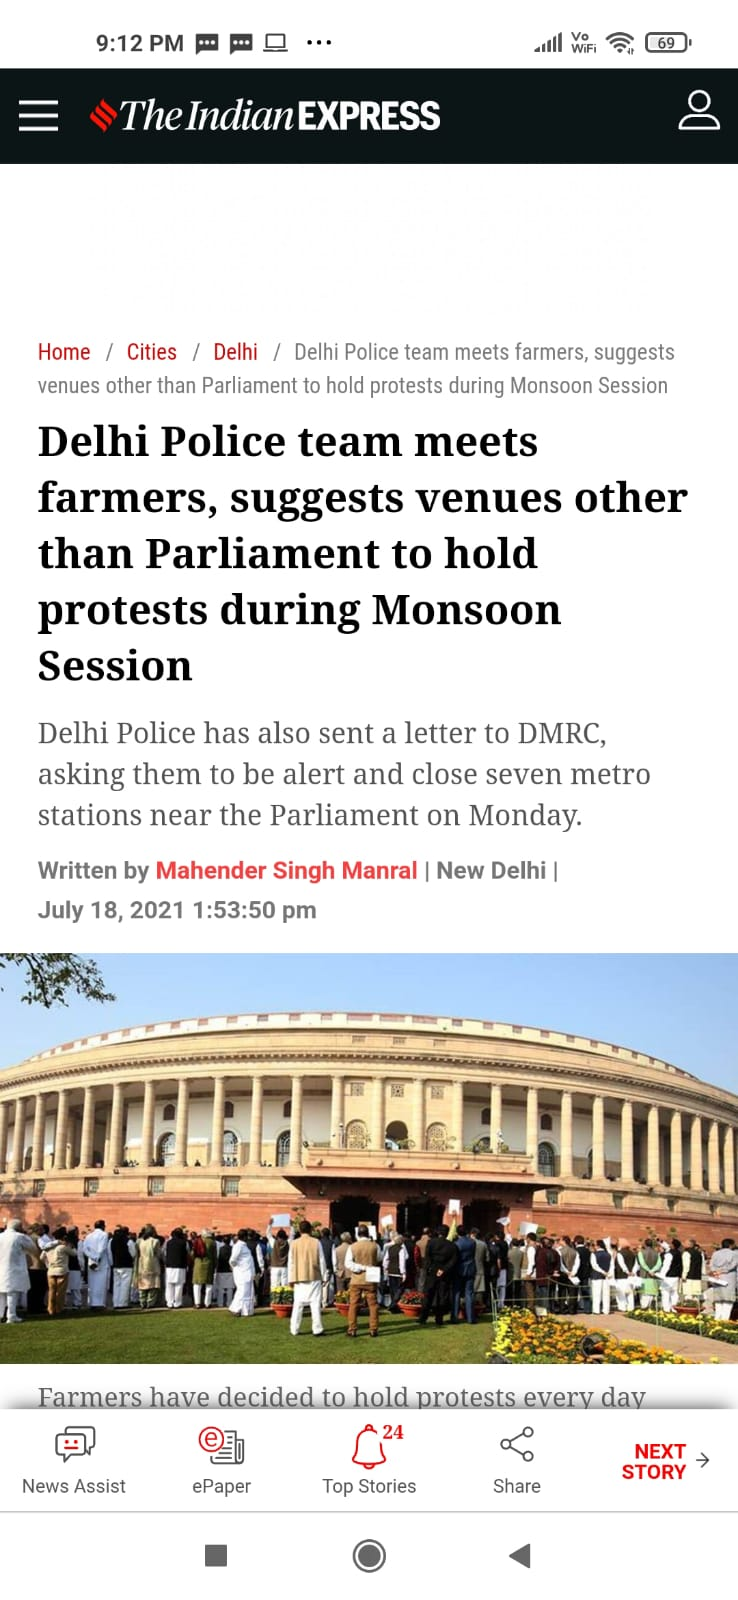 9:12 PM
Vo
WiFi
69
The Indian EXPRESS
Home / Cities / Delhi / Delhi Police team meets farmers, suggests
venues other than Parliament to hold protests during Monsoon Session
Delhi Police team meets
farmers, suggests venues other
than Parliament to hold
protests during Monsoon
Session
Delhi Police has also sent a letter to DMRC,
asking them to be alert and close seven metro
stations near the Parliament on Monday.
Written by Mahender Singh Manral | New Delhi |
July 18, 2021 1:53:50 pm
Farmers have decided to hold protests every day
24
News Assist
ePaper
Top Stories
Share
NEXT
STORY